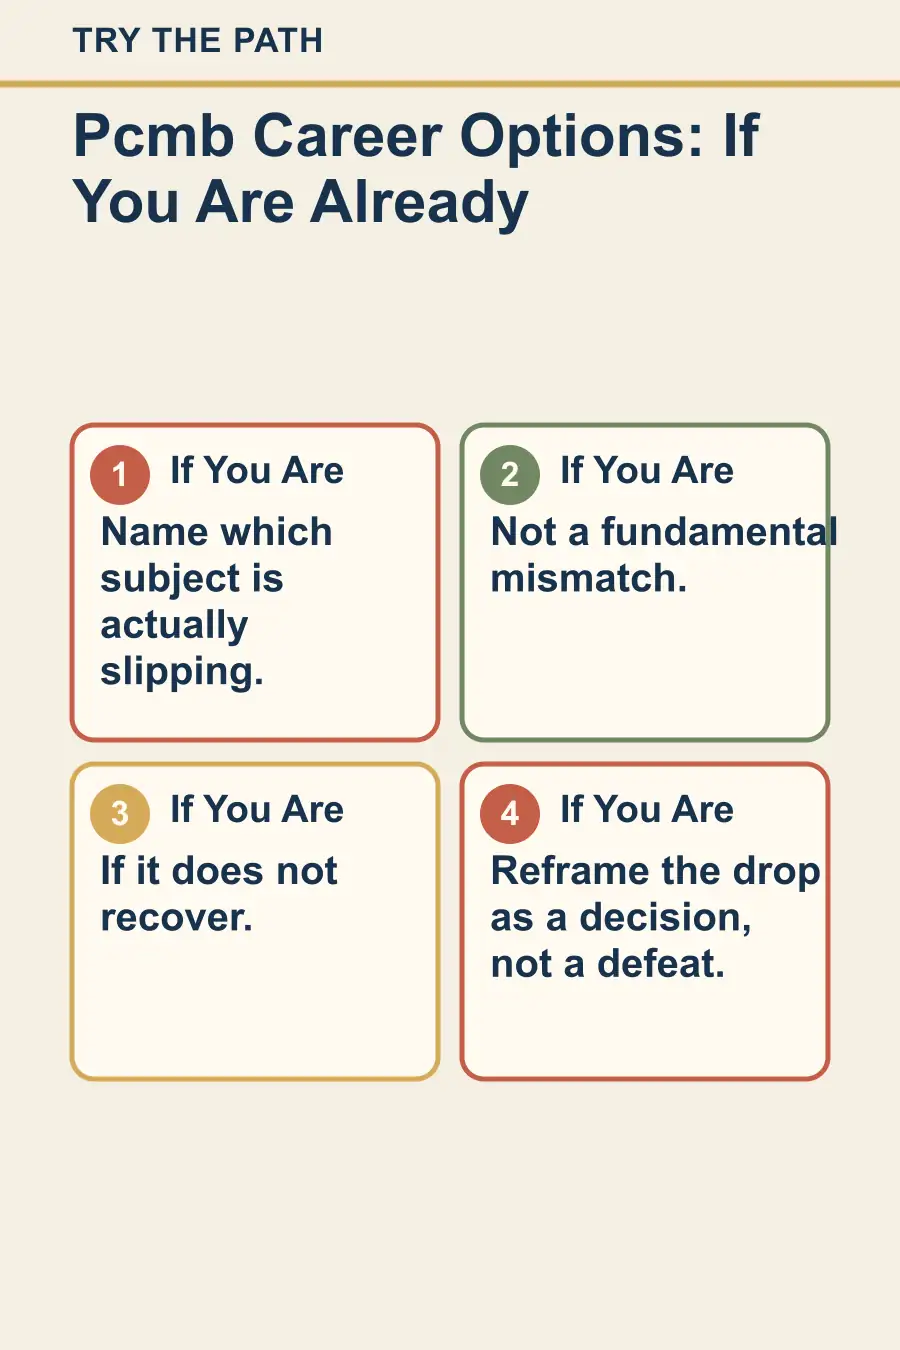 TRY THE PATH
Pcmb Career Options: If
You Are Already
1 If You Are
Name which
subject is
actually
slipping.
2 If You Are
Not a fundamental
mismatch.
3 If You Are
If it does not
recover.
4 If You Are
Reframe the drop
as a decision,
not a defeat.